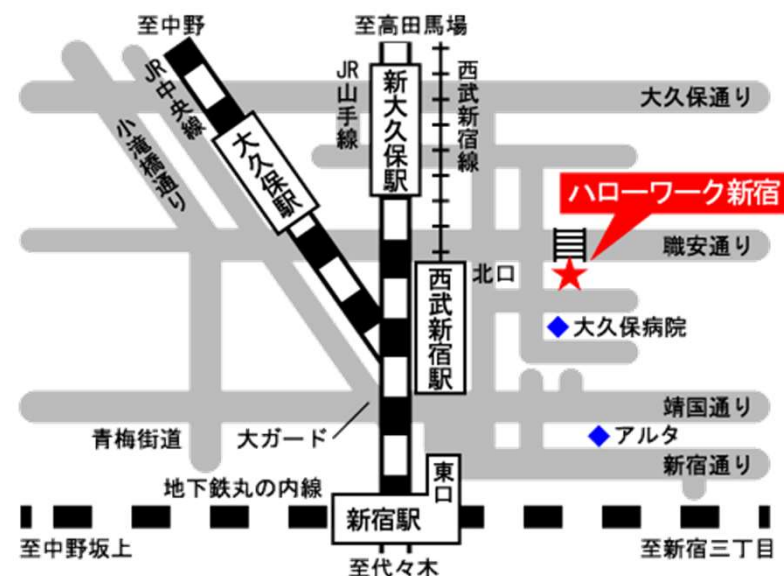 至中野
至高田馬場
JR中央線
JR山手線
西武新宿線
新大久保駅
大久保通り
小滝橋通り
大久保駅
ハローワーク新宿
職安通り
北口
西武新宿駅
大久保病院
靖国通り
青梅街道
大ガード
アルタ
新宿通り
東口
地下鉄丸の内線
新宿駅
至中野坂上
至新宿三丁目
至代々木